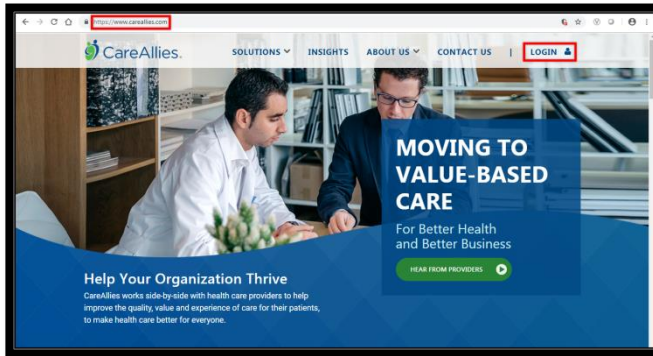 https://www.careallies.com
CareAllies.
SOLUTIONS INSIGHTS ABOUT US CONTACT US | LOGIN
MOVING TO
VALUE-BASED
CARE
For Better Health
and Better Business
HEAR FROM PROVIDERS
Help Your Organization Thrive
CareAllies works side-by-side with health care providers to help
improve the quality, value and experience of care for their patients,
to make health care better for everyone.